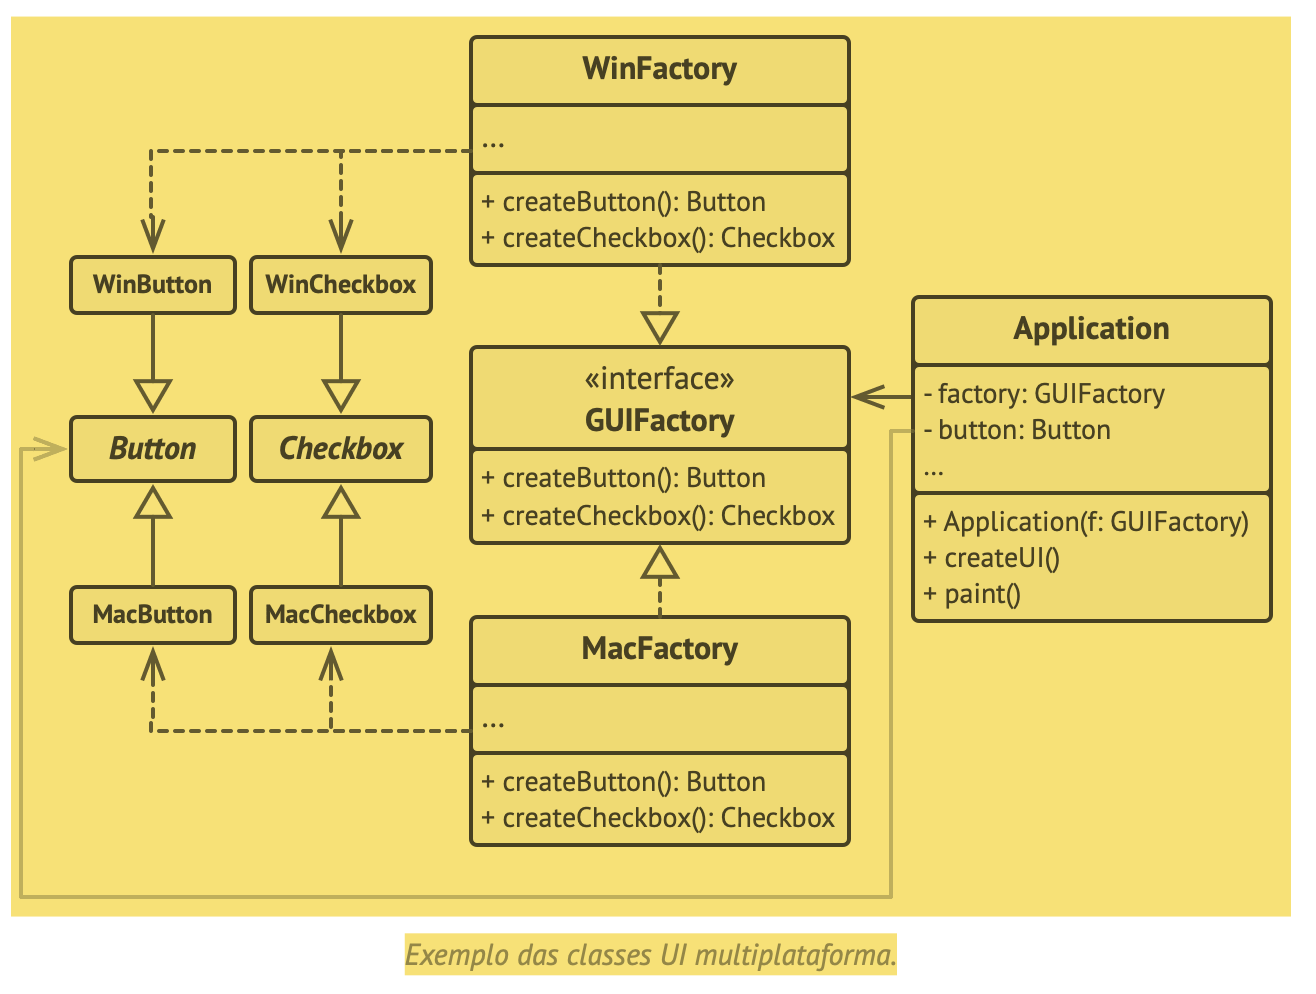 WinFactory
...
+ createButton(): Button
+ createCheckbox(): Checkbox
WinButton
WinCheckbox
Button
Checkbox
MacButton
MacCheckbox
«interface»
GUIFactory
+ createButton(): Button
+ createCheckbox(): Checkbox
Application
- factory: GUIFactory
- button: Button
...
+ Application(f: GUIFactory)
+ createUI()
+ paint()
MacFactory
...
+ createButton(): Button
+ createCheckbox(): Checkbox
Exemplo das classes UI multiplataforma.